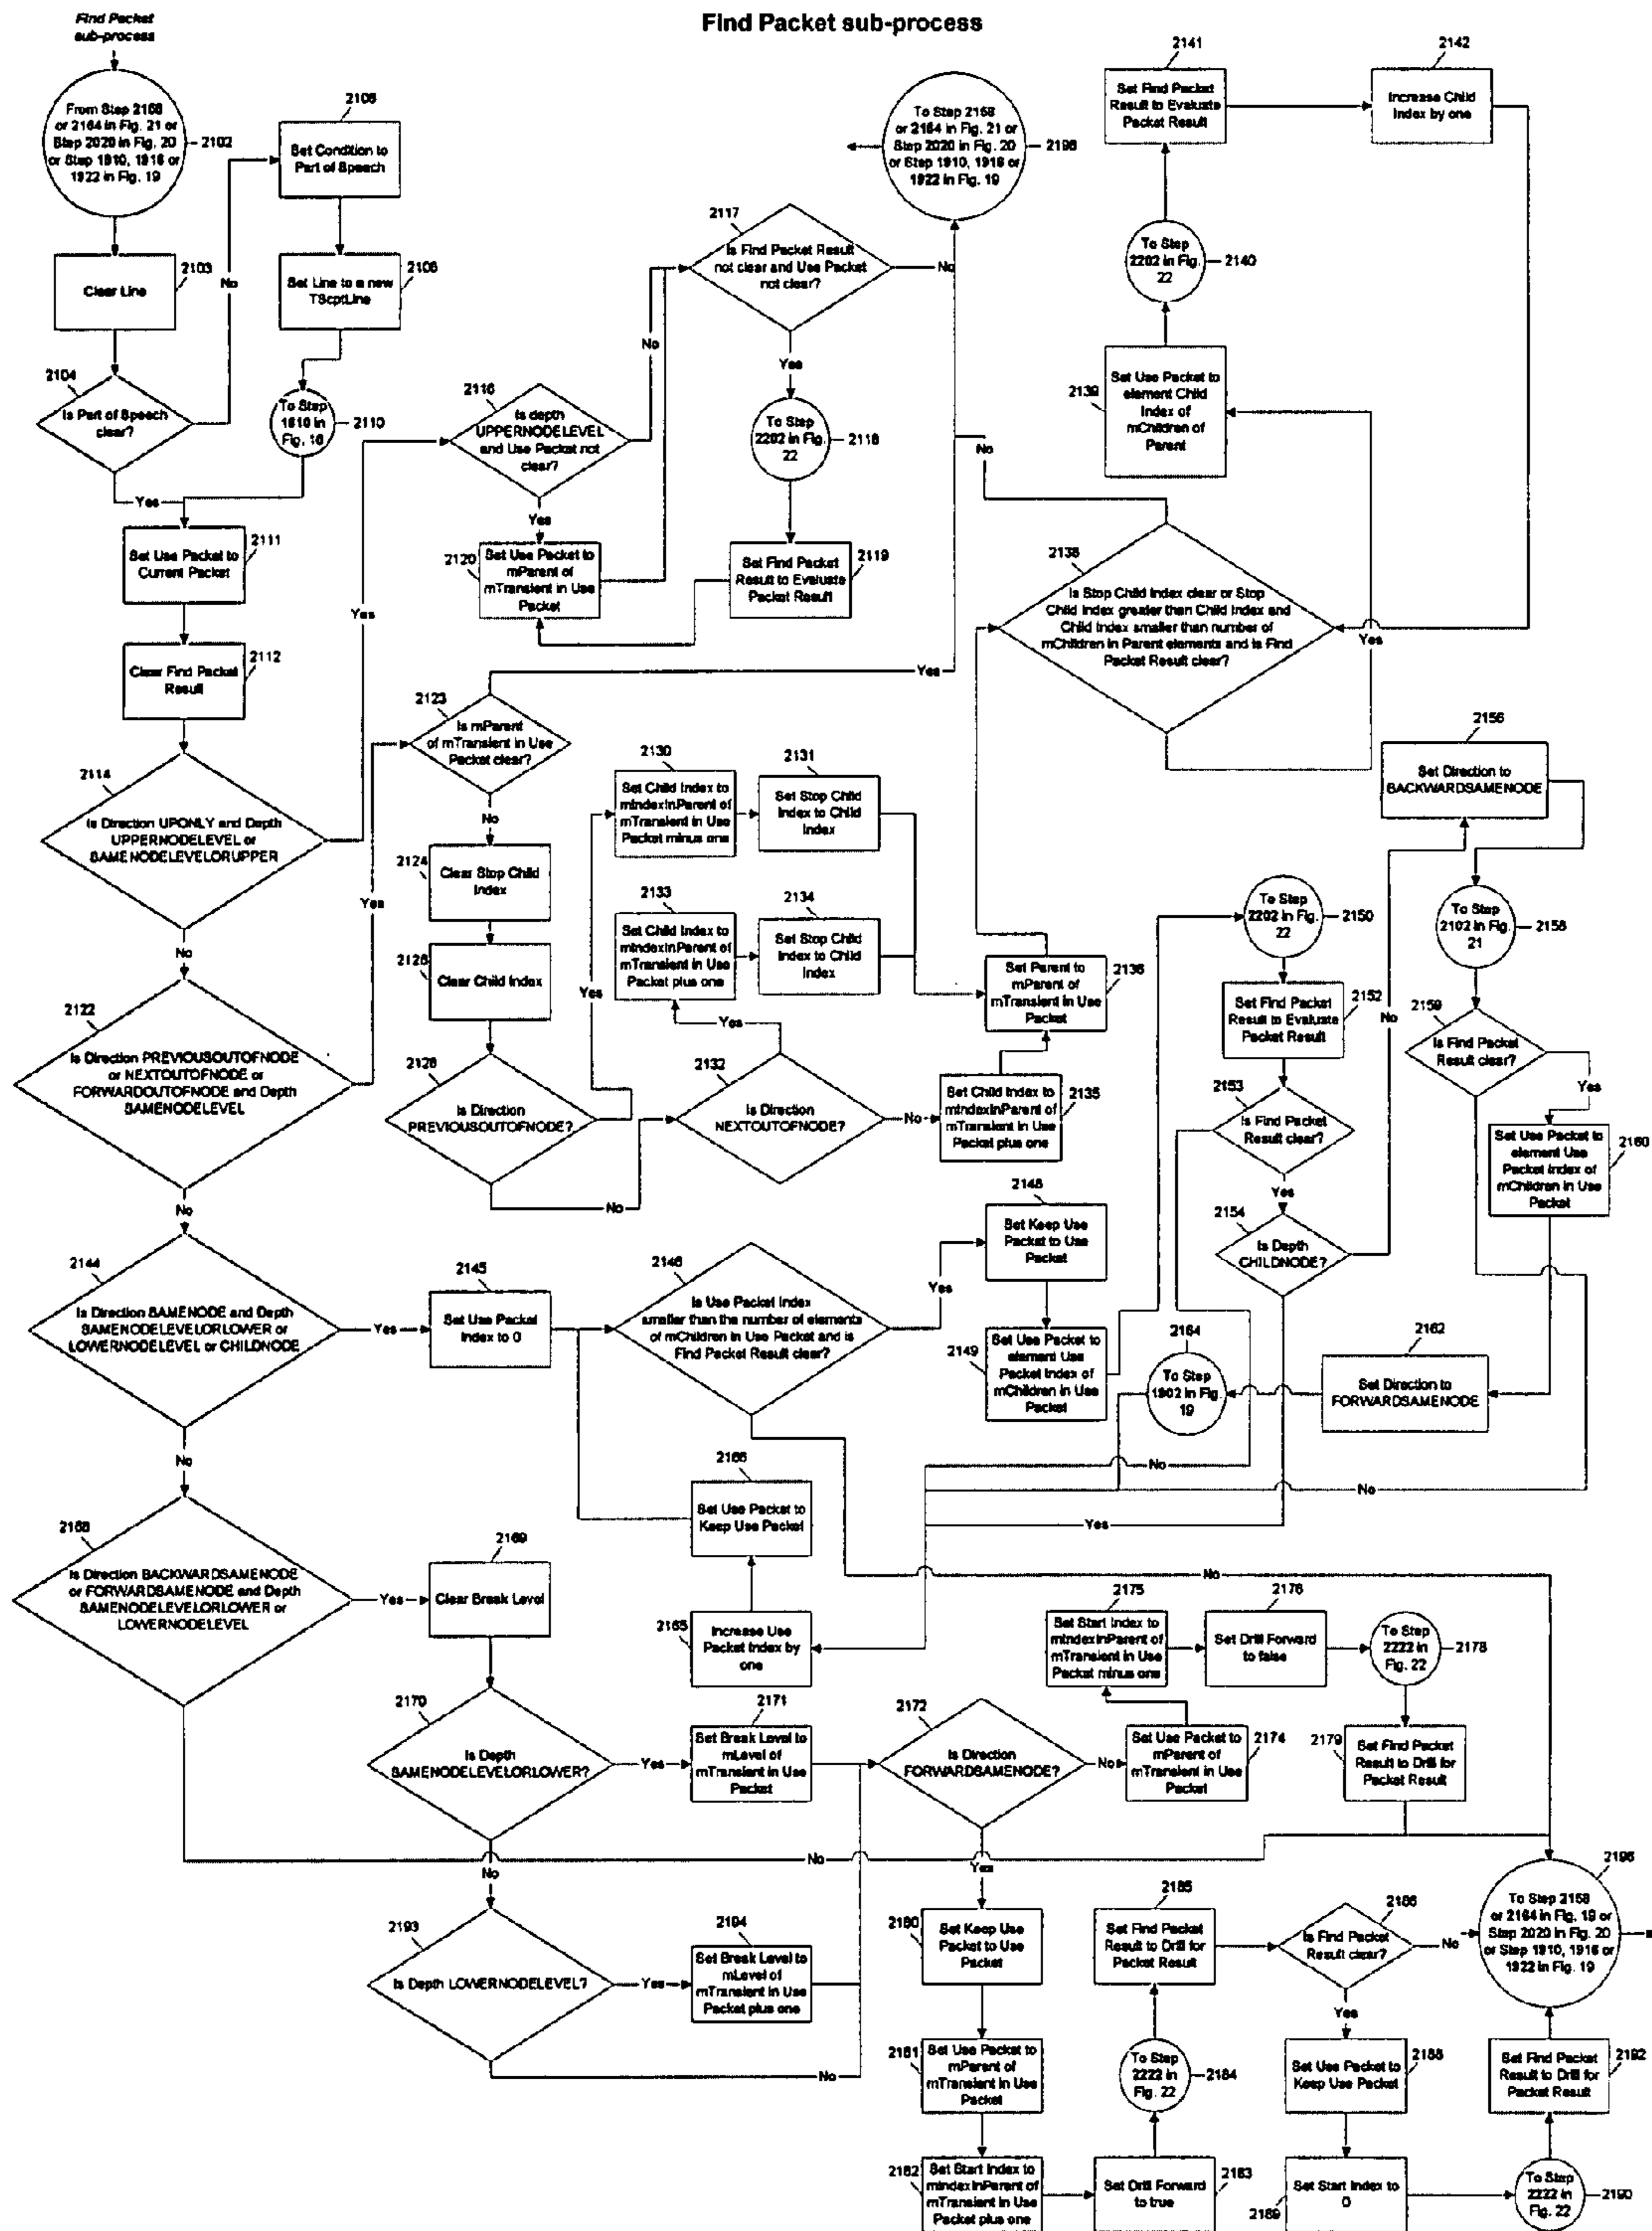 Find Packet
sub-process
Find Packet sub-process
From Step 2158
or 2164 in Fig. 21 or
Step 2020 in Fig. 20
or Step 1910, 1916 or
1922 in Fig. 19
2102
Clear Line
2103
2104
Is Part of Speech
clear?
No
Yes
Set Condition to
Part of Speech
Set Line to a new
TScptLine
To Step
1610 in
Fig. 16
2110
Set Use Packet to
Current Packet
2111
Clear Find Packet
Result
2112
2114
Is Direction UPONLY and Depth
UPPERNODELEVEL or
SAMENODELEVELORUPPER
Yes
No
2116
Is depth
UPPERNODELEVEL
and Use Packet not
clear?
No
Yes
2117
Is Find Packet Result
not clear and Use Packet
not clear?
No
Yes
To Step
2202 in Fig.
22
2118
Set Find Packet
Result to Evaluate
Packet Result
2119
2120
Set Use Packet to
mParent of
mTransient in Use
Packet
To Step 2158
or 2164 in Fig. 21 or
Step 2020 in Fig. 20
or Step 1910, 1916 or
1922 in Fig. 19
2196
2122
Is Direction PREVIOUSOUTOFNODE
or NEXTOUTOFNODE or
FORWARDOUTOFNODE and Depth
SAMENODELEVEL
Yes
No
2123
Is mParent
of mTransient in Use
Packet clear?
Yes
No
2124
Clear Stop Child
Index
Clear Child Index
Is Direction
PREVIOUSOUTOFNODE?
Yes
No
2130
Set Child Index to
mIndexInParent of
mTransient in Use
Packet minus one
2131
Set Stop Child
Index to Child
Index
2132
Is Direction
NEXTOUTOFNODE?
Yes
No
2133
Set Child Index to
mIndexInParent of
mTransient in Use
Packet plus one
2134
Set Stop Child
Index to Child
Index
2135
Set Child Index to
mIndexInParent of
mTransient in Use
Packet plus one
2136
Set Parent to
mParent of
mTransient in Use
Packet
2138
Is Stop Child Index clear or Stop
Child Index greater than Child Index and
Child Index smaller than number of
mChildren in Parent elements and is Find
Packet Result clear?
No
Yes
2139
Set Use Packet to
element Child
Index of
mChildren of
Parent
To Step
2202 in Fig.
22
2140
2141
Set Find Packet
Result to Evaluate
Packet Result
2142
Increase Child
Index by one
2144
Is Direction SAMENODE and Depth
SAMENODELEVELORLOWER or
LOWERNODELEVEL or CHILDNODE
Yes
No
2145
Set Use Packet
Index to 0
2146
Is Use Packet Index
smaller than the number of elements
of mChildren in Use Packet and is
Find Packet Result clear?
Yes
No
2148
Set Keep Use
Packet to Use
Packet
2149
Set Use Packet to
element Use
Packet Index of
mChildren in Use
Packet
To Step
2202 in Fig.
22
2150
Set Find Packet
Result to Evaluate
Packet Result
2152
2153
Is Find Packet
Result clear?
Yes
No
2154
Is Depth
CHILDNODE?
No
Yes
2156
Set Direction to
BACKWARDSAMENODE
To Step
2102 in Fig.
21
2158
2159
Is Find Packet
Result clear?
Yes
No
2160
Set Use Packet to
element Use
Packet Index of
mChildren in Use
Packet
2162
Set Direction to
FORWARDSAMENODE
2164
To Step
1902 in Fig.
19
2165
Increase Use
Packet Index by
one
2166
Set Use Packet to
Keep Use Packet
2168
Is Direction BACKWARDSAMENODE
or FORWARDSAMENODE and Depth
SAMENODELEVELORLOWER or
LOWERNODELEVEL
Yes
No
2169
Clear Break Level
2170
Is Depth
SAMENODELEVELORLOWER?
Yes
No
2171
Set Break Level to
mLevel of
mTransient in Use
Packet
2172
Is Direction
FORWARDSAMENODE?
No
Yes
2174
Set Use Packet to
mParent of
mTransient in Use
Packet
2175
Set Start Index to
mIndexInParent of
mTransient in Use
Packet minus one
2176
Set Drill Forward
to false
To Step
2222 in
Fig. 22
2178
2179
Set Find Packet
Result to Drill for
Packet Result
2180
Set Keep Use
Packet to Use
Packet
2181
Set Use Packet to
mParent of
mTransient in Use
Packet
2182
Set Start Index to
mIndexInParent of
mTransient in Use
Packet plus one
Set Drill Forward
to true
2183
To Step
2222 in
Fig. 22
2184
2185
Set Find Packet
Result to Drill for
Packet Result
2186
Is Find Packet
Result clear?
No
Yes
Set Use Packet to
Keep Use Packet
2188
2189
Set Start Index to
0
To Step
2222 in
Fig. 22
2190
Set Find Packet
Result to Drill for
Packet Result
2192
2193
Is Depth LOWERNODELEVEL?
Yes
No
2194
Set Break Level to
mLevel of
mTransient in Use
Packet plus one
2196
To Step 2158
or 2164 in Fig. 19 or
Step 2020 in Fig. 20
or Step 1910, 1916 or
1922 in Fig. 19